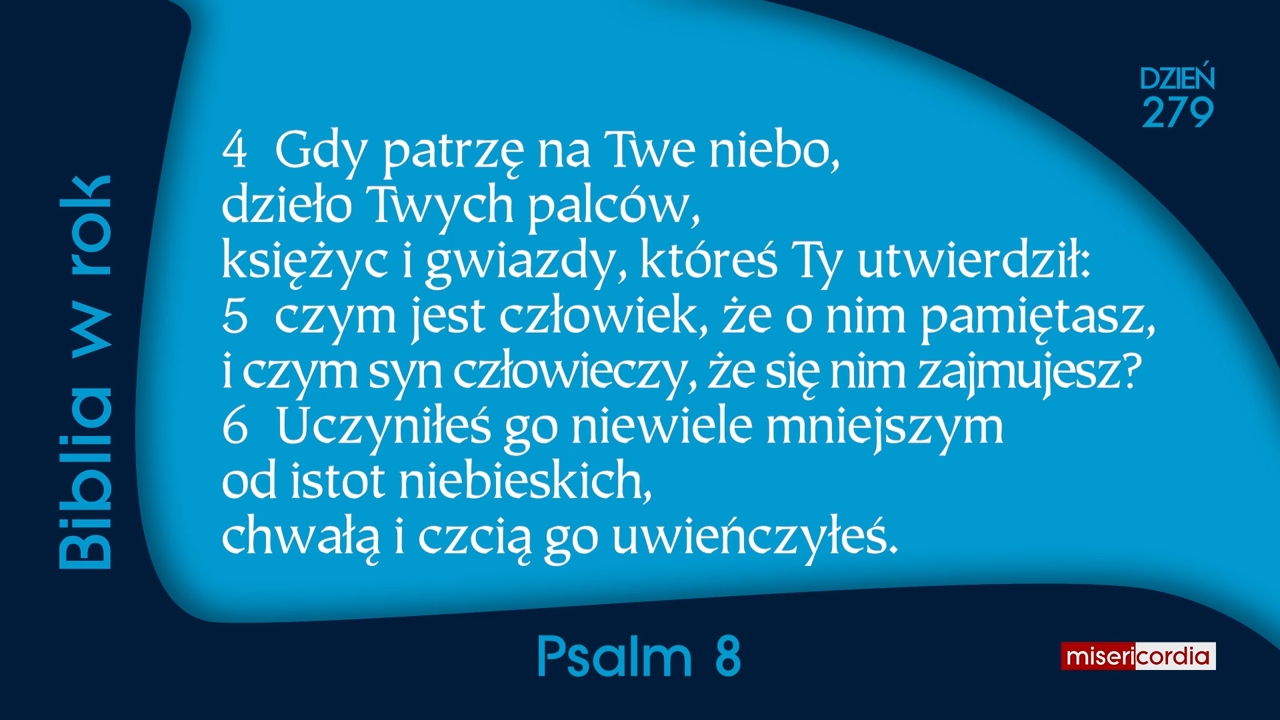 DZIEŃ
279
Biblia w rok
4 Gdy patrzę na Twe niebo,
dzieło Twych palców,
księżyc i gwiazdy, któreś Ty utwierdził:
5 czym jest człowiek, że o nim pamiętasz,
i czym syn człowieczy, że się nim zajmujesz?
6 Uczyniłeś go niewiele mniejszym
od istot niebieskich,
chwałą i czcią go uwieńczyłeś.
Psalm 8
misericordia